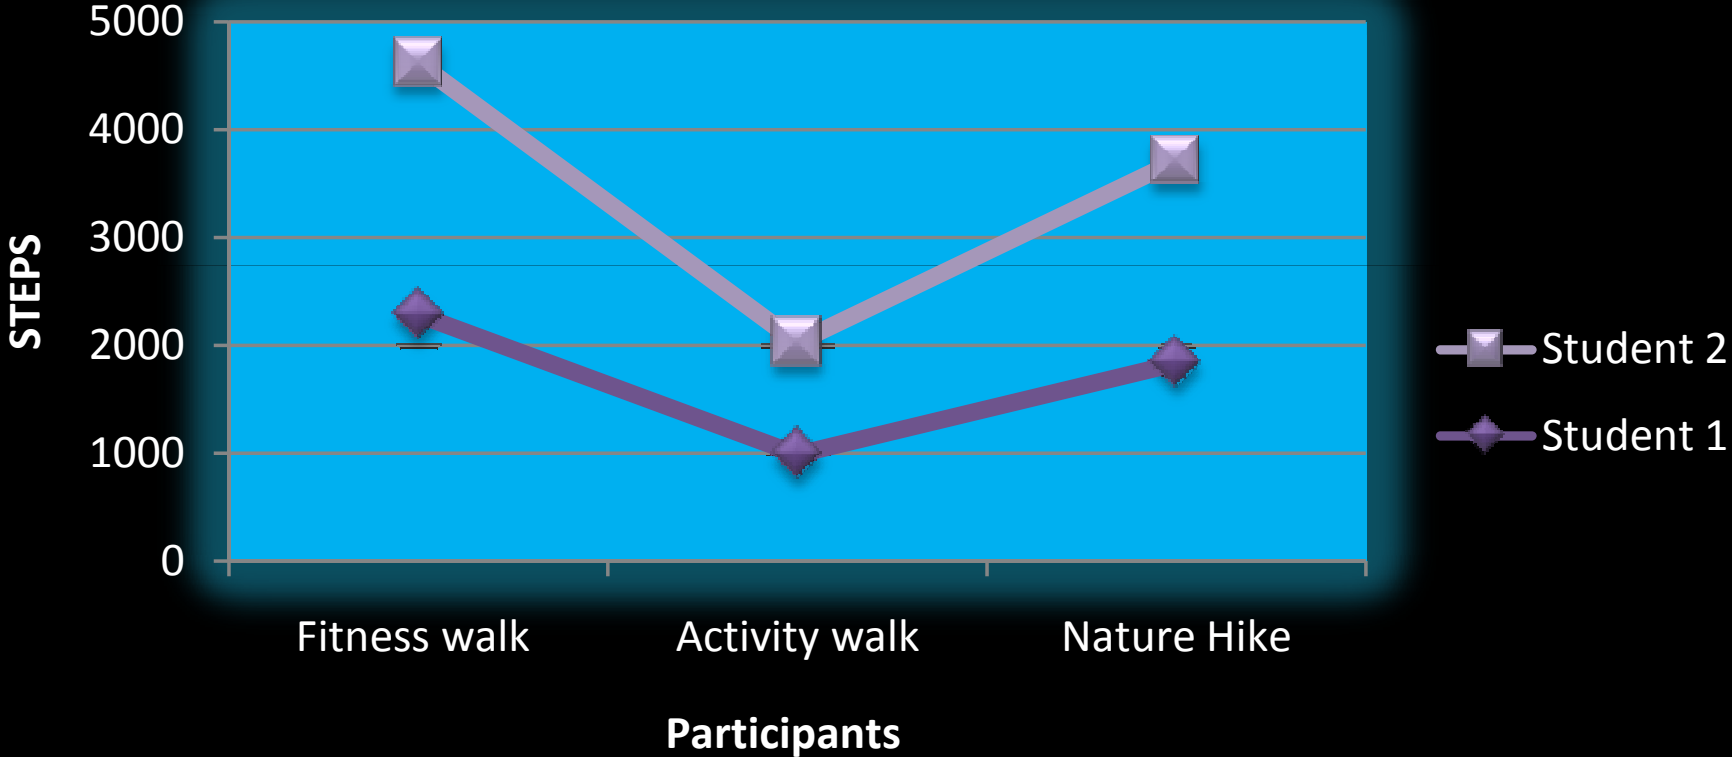 5000
4000
3000
2000
1000
0
STEPS
Fitness walk
Activity walk
Nature Hike
Participants
Student 2
Student 1